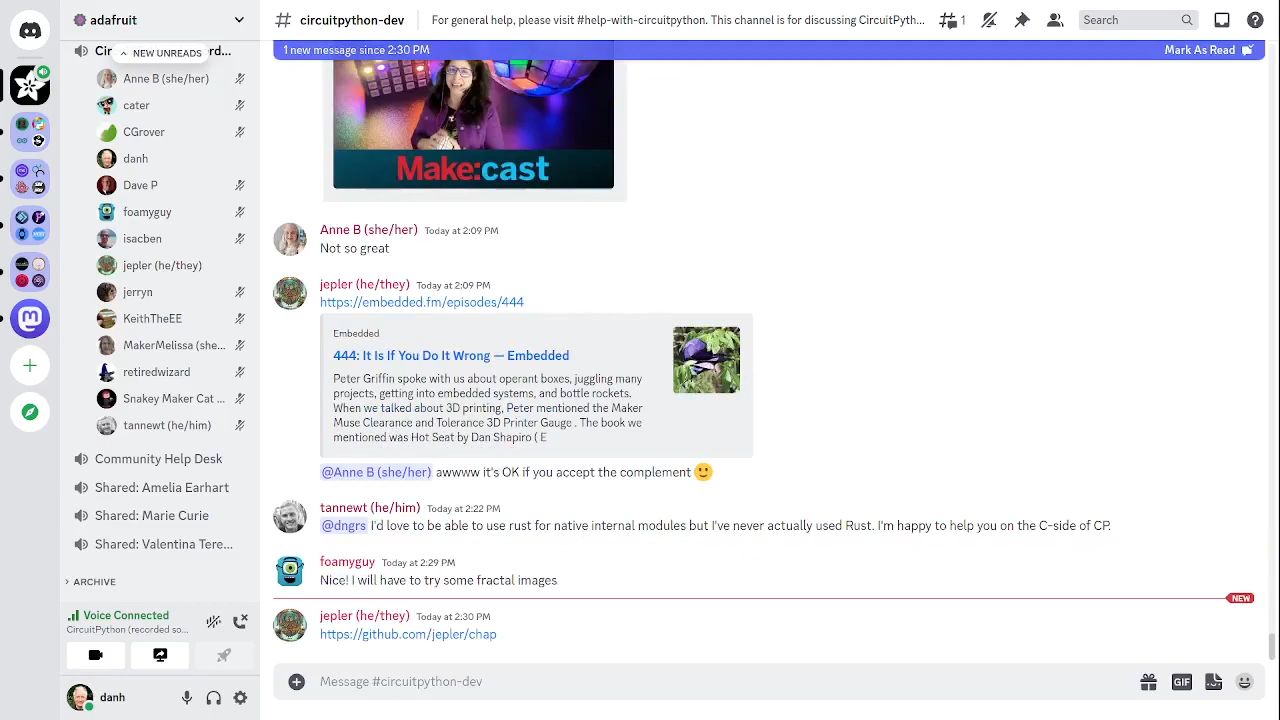 adafruit
circuitpython-dev
For general help, please visit #help-with-circuitpython. This channel is for discussing CircuitPyth...
1
Search
NEW UNREADS
1 new message since 2:30 PM
Mark As Read
Anne B (she/her)
cater
CGrover
danh
Dave P
foamyguy
isacben
jepler (he/they)
jerryn
KeithTheEE
MakerMelissa (she...
retiredwizard
Snakey Maker Cat ...
tannewt (he/him)
Community Help Desk
Shared: Amelia Earhart
Shared: Marie Curie
Shared: Valentina Tere...
ARCHIVE
Voice Connected
CircuitPython (recorded so...
danh
Make:cast
Anne B (she/her) Today at 2:09 PM
Not so great
jepler (he/they) Today at 2:09 PM
https://embedded.fm/episodes/444
Embedded
444: It Is If You Do It Wrong — Embedded
Peter Griffin spoke with us about operant boxes, juggling many
projects, getting into embedded systems, and bottle rockets.
When we talked about 3D printing, Peter mentioned the Maker
Muse Clearance and Tolerance 3D Printer Gauge . The book we
mentioned was Hot Seat by Dan Shapiro ( E
@Anne B (she/her) awwww it's OK if you accept the complement
tannewt (he/him) Today at 2:22 PM
@dngrs I'd love to be able to use rust for native internal modules but I've never actually used Rust. I'm happy to help you on the C-side of CP.
foamyguy Today at 2:29 PM
Nice! I will have to try some fractal images
NEW
jepler (he/they) Today at 2:30 PM
https://github.com/jepler/chap
Message #circuitpython-dev
GIF